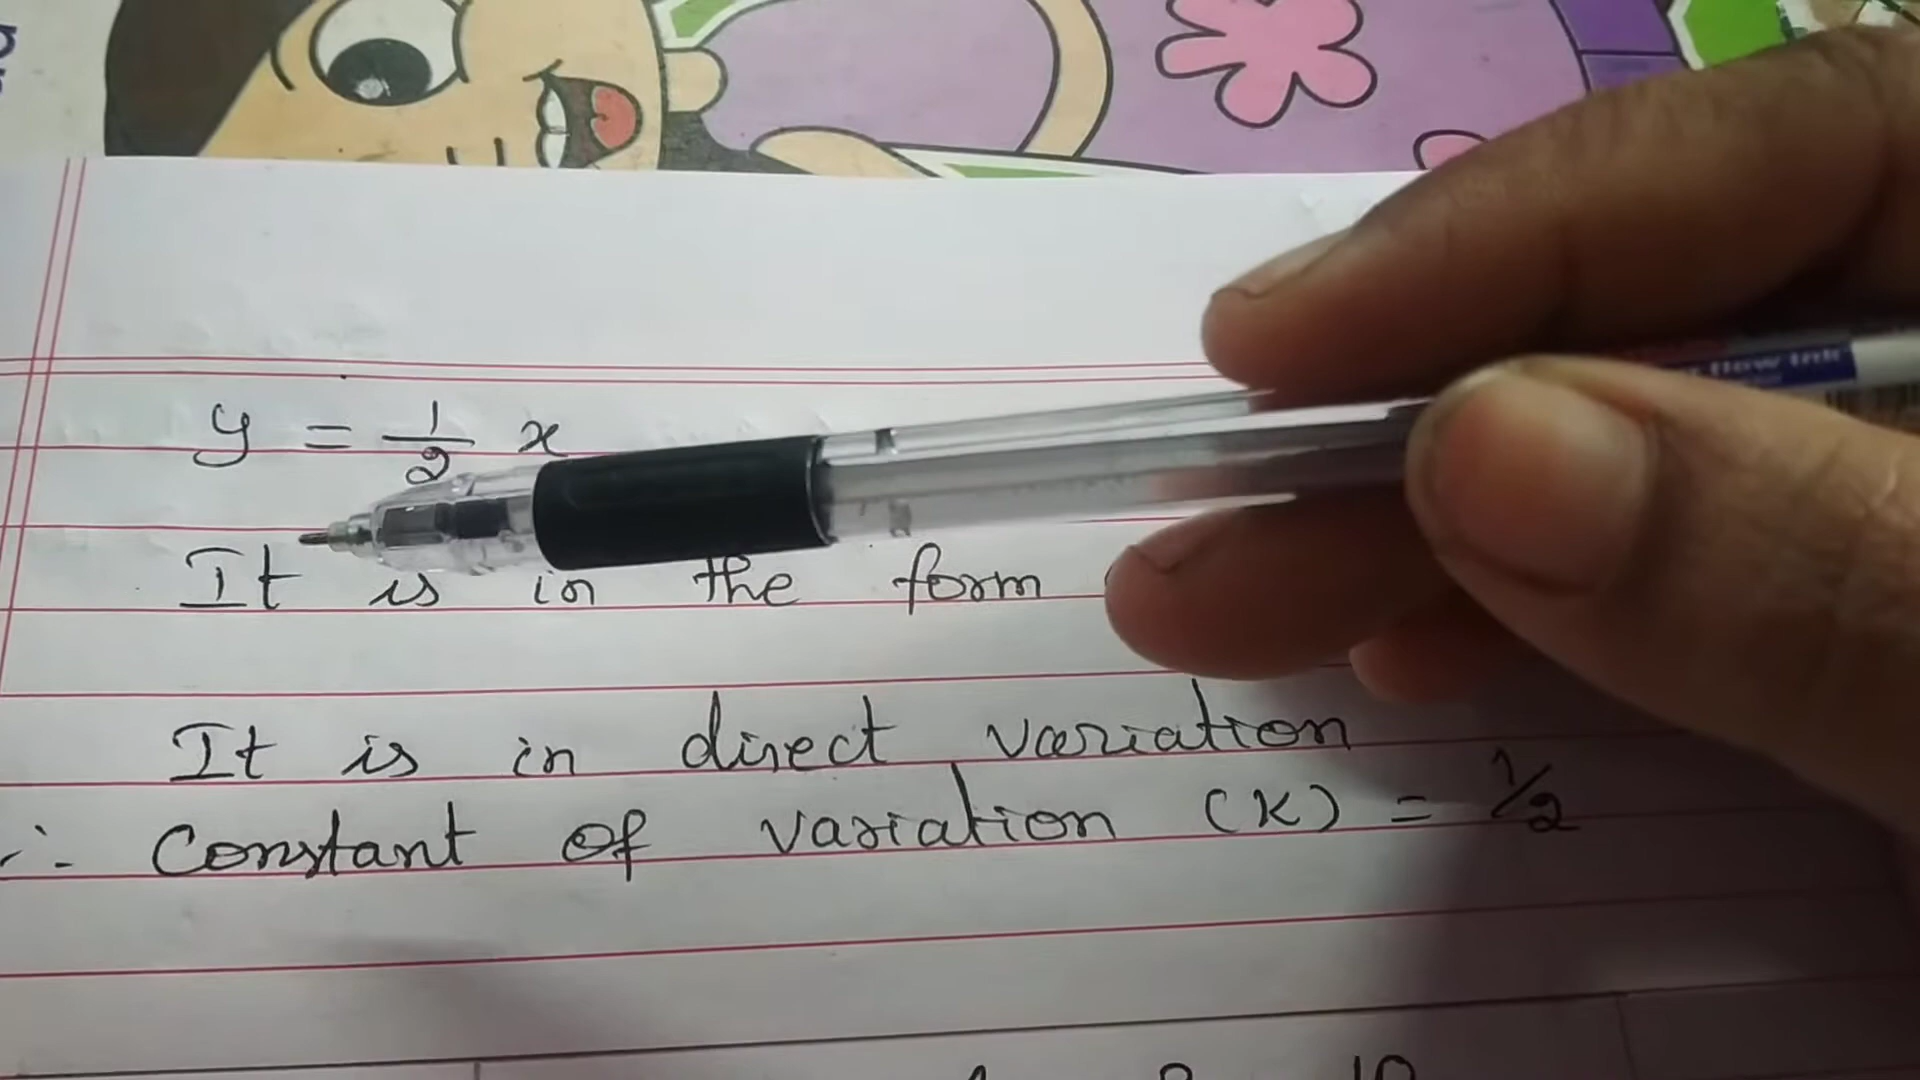 y = 1/2 x
It is in the form
It is in direct variation
∴ Constant of variation (K) = 1/2